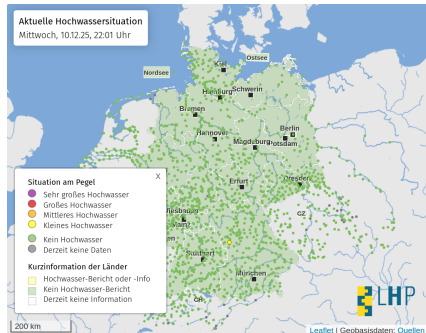 Aktuelle Hochwassersituation
Mittwoch, 10.12.25, 22:01 Uhr
Ostsee
Nordsee
Kiel
Hamburg
Schwerin
Bremen
Berlin
Hannover
Magdeburg
Potsdam
Erfurt
Dresden
Wiesbaden
Mainz
CZ
Stuttgart
München
CH
X
Situation am Pegel
Sehr großes Hochwasser
Großes Hochwasser
Mittleres Hochwasser
Kleines Hochwasser
Kein Hochwasser
Derzeit keine Daten
Kurzinformation der Länder
Hochwasser-Bericht oder -Info
Kein Hochwasser-Bericht
Derzeit keine Information
LHP
200 km
Leaflet | Geobasisdaten: Quellen